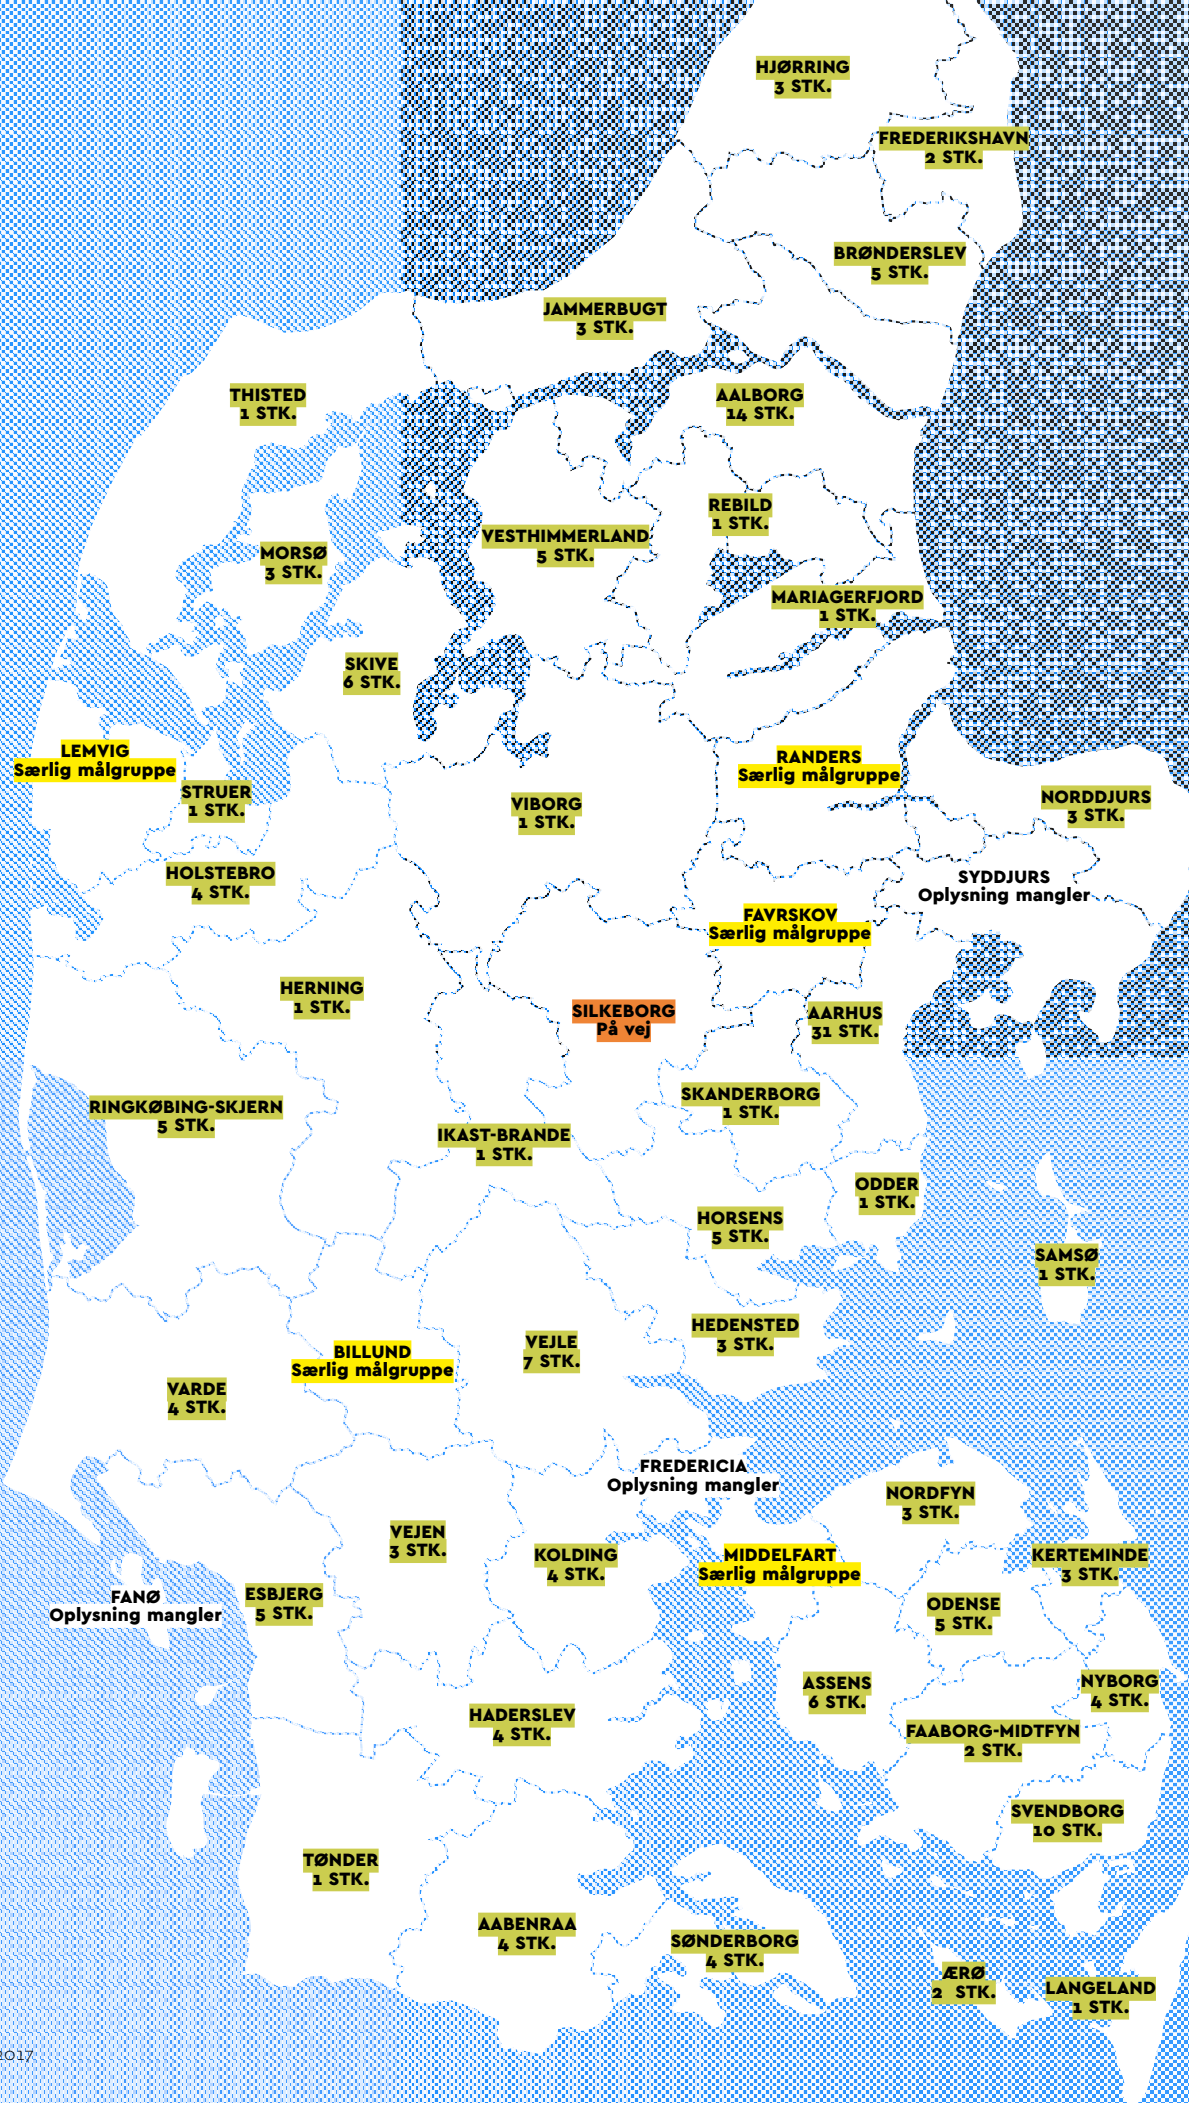 HJØRRING
3 STK.
FREDERIKSHAVN
2 STK.
BRØNDERSLEV
5 STK.
JAMMERBUGT
3 STK.
THISTED
1 STK.
AALBORG
14 STK.
REBILD
1 STK.
VESTHIMMERLAND
5 STK.
MORSØ
3 STK.
MARIAGERFJORD
1 STK.
SKIVE
6 STK.
LEMVIG
Særlig målgruppe
RANDERS
Særlig målgruppe
STRUER
1 STK.
VIBORG
1 STK.
NORDDJURS
3 STK.
HOLSTEBRO
4 STK.
SYDDJURS
Oplysning mangler
FAVRSKOV
Særlig målgruppe
HERNING
1 STK.
SILKEBORG
På vej
AARHUS
31 STK.
RINGKØBING-SKJERN
5 STK.
SKANDERBORG
1 STK.
IKAST-BRANDE
1 STK.
ODDER
1 STK.
HORSENS
5 STK.
SAMSØ
1 STK.
HEDENSTED
3 STK.
VEJLE
7 STK.
BILLUND
Særlig målgruppe
VARDE
4 STK.
FREDERICIA
Oplysning mangler
NORDFYN
3 STK.
VEJEN
3 STK.
KOLDING
4 STK.
MIDDELFART
Særlig målgruppe
KERTEMINDE
3 STK.
FANØ
Oplysning mangler
ESBJERG
5 STK.
ODENSE
5 STK.
ASSENS
6 STK.
NYBORG
4 STK.
HADERSLEV
4 STK.
FAABORG-MIDTFYN
2 STK.
SVENDBORG
10 STK.
TØNDER
1 STK.
AABENRAA
4 STK.
SØNDERBORG
4 STK.
ÆRØ
2 STK.
LANGELAND
1 STK.
2017